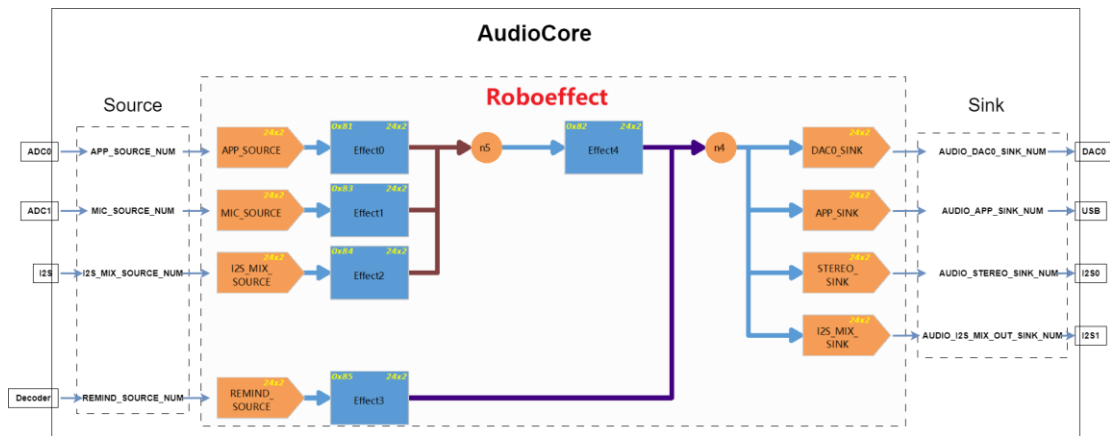 AudioCore
Source
Roboeffect
Sink
ADC0
APP_SOURCE_NUM
24x2
APP_SOURCE
0x81 24x2
Effect0
n5
0x82 24x2
Effect4
n4
24x2
DAC0_SINK
AUDIO_DAC0_SINK_NUM
DAC0
ADC1
MIC_SOURCE_NUM
24x2
MIC_SOURCE
0x83 24x2
Effect1
24x2
APP_SINK
AUDIO_APP_SINK_NUM
USB
I2S
I2S_MIX_SOURCE_NUM
24x2
I2S_MIX_
SOURCE
0x84 24x2
Effect2
24x2
STEREO_
SINK
AUDIO_STEREO_SINK_NUM
I2S0
24x2
I2S_MIX_
SINK
AUDIO_I2S_MIX_OUT_SINK_NUM
I2S1
Decoder
REMIND_SOURCE_NUM
24x2
REMIND_
SOURCE
0x85 24x2
Effect3